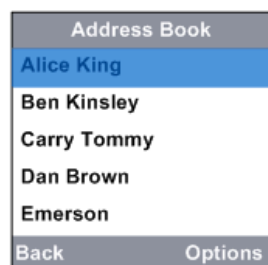 Address Book
Alice King
Ben Kinsley
Carry Tommy
Dan Brown
Emerson
Back Options